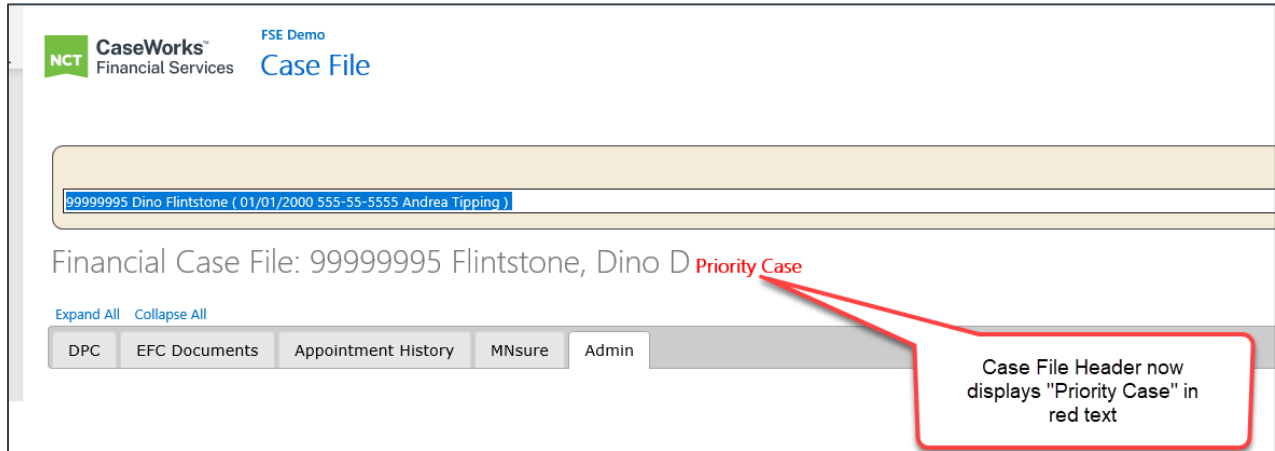 NCT
CaseWorks™
Financial Services
FSE Demo
Case File
99999995 Dino Flintstone ( 01/01/2000 555-55-5555 Andrea Tipping )
Financial Case File: 99999995 Flintstone, Dino D Priority Case
Expand All Collapse All
DPC EFC Documents Appointment History MNsure Admin
Case File Header now
displays "Priority Case" in
red text